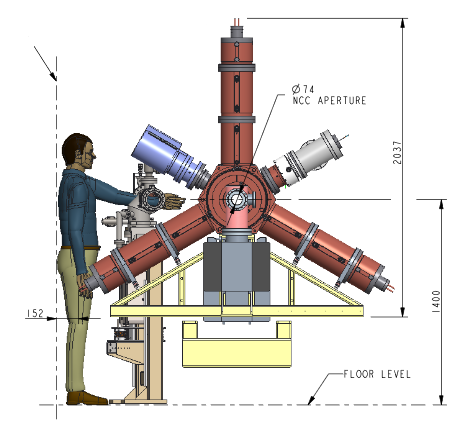 Ø74
NCC APERTURE
2037
1400
152
FLOOR LEVEL